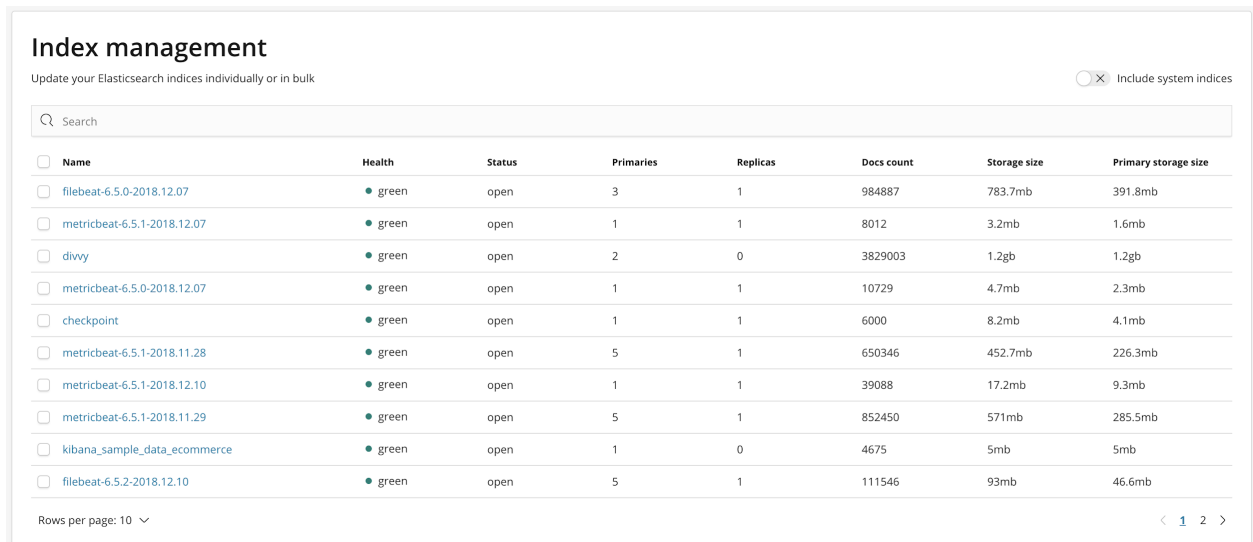 Index management
Update your Elasticsearch indices individually or in bulk Include system indices
Search
Name Health Status Primaries Replicas Docs count Storage size Primary storage size
filebeat-6.5.0-2018.12.07 green open 3 1 984887 783.7mb 391.8mb
metricbeat-6.5.1-2018.12.07 green open 1 1 8012 3.2mb 1.6mb
divvy green open 2 0 3829003 1.2gb 1.2gb
metricbeat-6.5.0-2018.12.07 green open 1 1 10729 4.7mb 2.3mb
checkpoint green open 1 1 6000 8.2mb 4.1mb
metricbeat-6.5.1-2018.11.28 green open 5 1 650346 452.7mb 226.3mb
metricbeat-6.5.1-2018.12.10 green open 1 1 39088 17.2mb 9.3mb
metricbeat-6.5.1-2018.11.29 green open 5 1 852450 571mb 285.5mb
kibana_sample_data_ecommerce green open 1 0 4675 5mb 5mb
filebeat-6.5.2-2018.12.10 green open 5 1 111546 93mb 46.6mb
Rows per page: 10 1 2